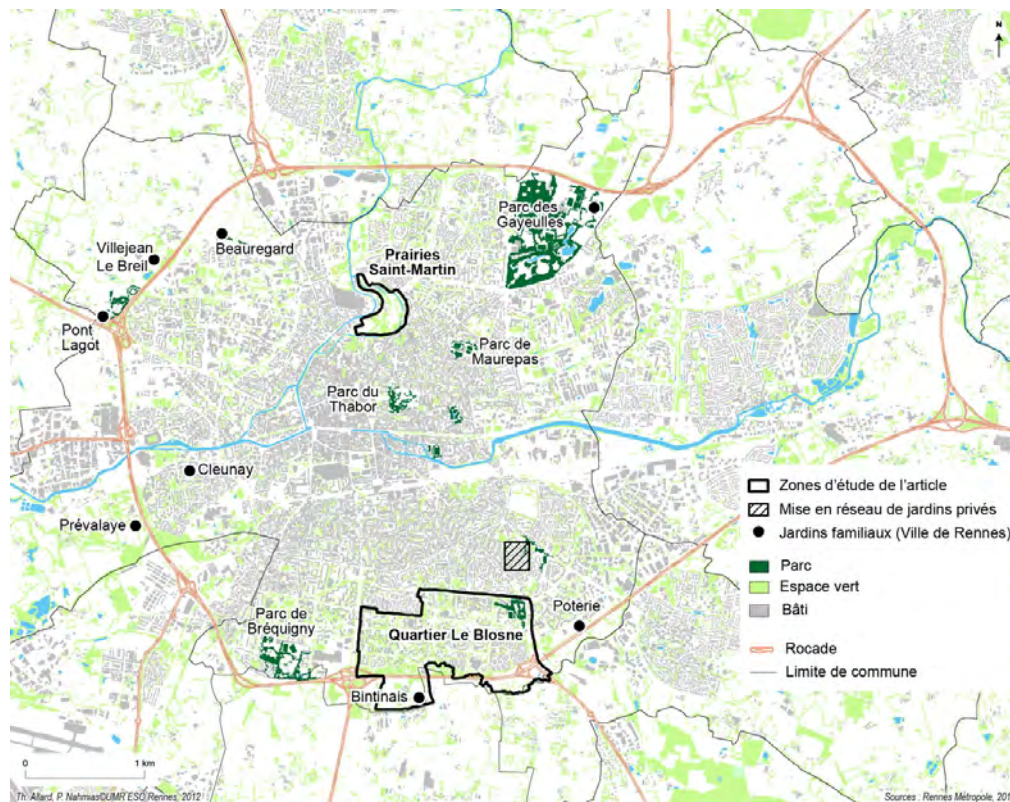 N
Parc des
Gayeulles
Beauregard
Villejean
Le Breil
Prairies
Saint-Martin
Pont
Lagot
Parc de
Maurepas
Parc du
Thabor
Cleunay
Prévalaye
Zones d'étude de l'article
Mise en réseau de jardins privés
Jardins familiaux (Ville de Rennes)
Parc
Espace vert
Bâti
Rocade
Limite de commune
Poterie
Parc de
Bréquigny
Quartier Le Blosne
Bintinais
0 1 km
Th. Allard, P. Nahmias©UMR ESO Rennes, 2012
Sources : Rennes Métropole, 201